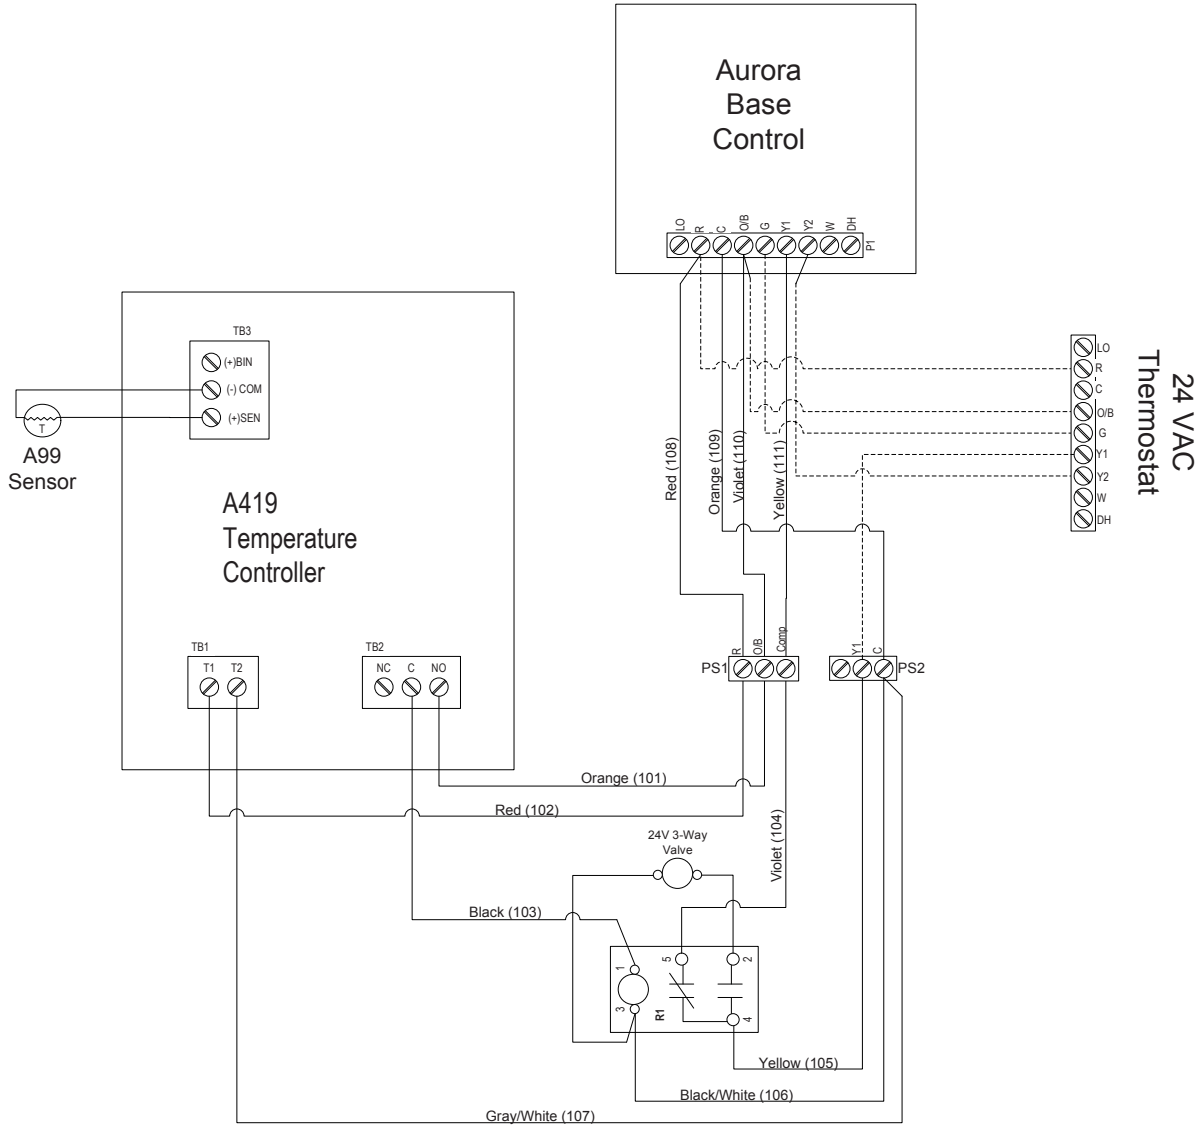 Aurora
Base
Control
LO
R
C
O/B
G
Y1
Y2
W
DH
P1
TB3
(+)BIN
(-) COM
(+)SEN
T
A99
Sensor
A419
Temperature
Controller
LO
R
C
O/B
G
Y1
Y2
W
DH
24 VAC
Thermostat
Red (108)
Orange (109)
Violet (110)
Yellow (111)
TB1
T1 T2
TB2
NC C NO
PS1
R
O/B
Comp
Y1
C
PS2
Orange (101)
Red (102)
24V 3-Way
Valve
Violet (104)
Black (103)
1
3
R1
5
2
4
Yellow (105)
Black/White (106)
Gray/White (107)